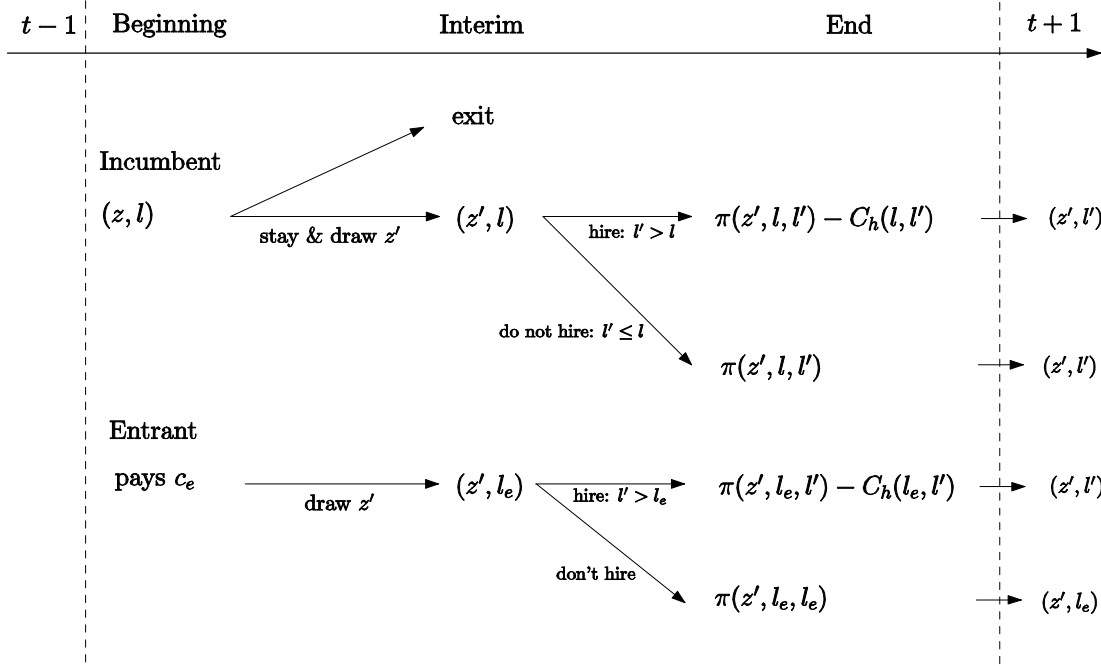 t − 1 Beginning Interim End t + 1
exit
Incumbent
(z, l) (z′, l) π(z′, l, l′) − C_h(l, l′) (z′, l′)
stay & draw z′ hire: l′ > l
do not hire: l′ ≤ l
π(z′, l, l′) (z′, l′)
Entrant
pays c_e (z′, l_e) π(z′, l_e, l′) − C_h(l_e, l′) (z′, l′)
draw z′ hire: l′ > l_e
don't hire
π(z′, l_e, l_e) (z′, l_e)